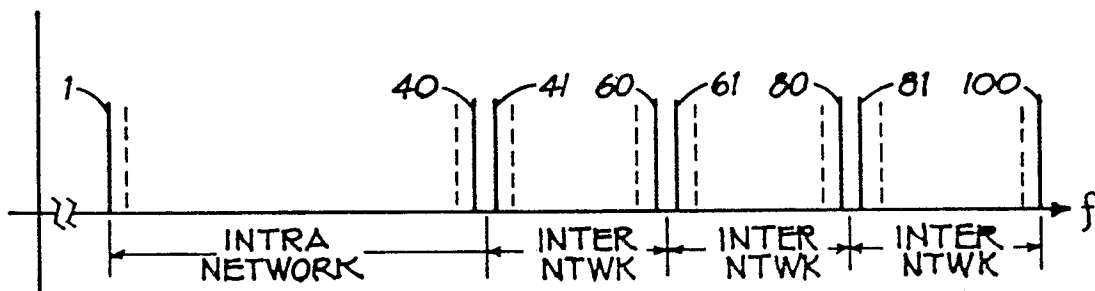 1 40 41 60 61 80 81 100
f
INTRA
NETWORK
INTER
NTWK
INTER
NTWK
INTER
NTWK